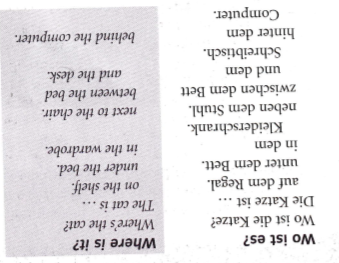 Wo ist es?
Wo ist die Katze?
Die Katze ist ...
auf dem Regal.
unter dem Bett.
in dem
Kleiderschrank.
neben dem Stuhl.
zwischen dem Bett
und dem
Schreibtisch.
hinter dem
Computer.
Where is it?
Where's the cat?
The cat is ...
on the shelf.
under the bed.
in the wardrobe.
next to the chair.
between the bed
and the desk.
behind the computer.